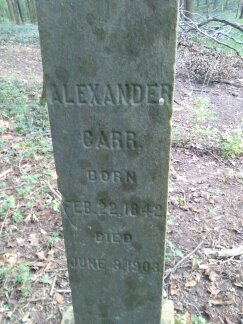 ALEXANDER
CARR
BORN
FEB. 22, 1842
DIED
JUNE 3, 1903